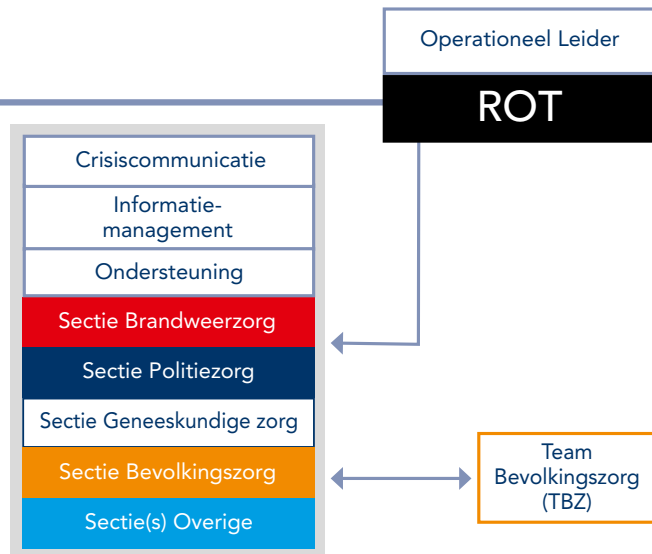 Operationeel Leider
ROT
Crisiscommunicatie
Informatie-
management
Ondersteuning
Sectie Brandweerzorg
Sectie Politiezorg
Sectie Geneeskundige zorg
Sectie Bevolkingszorg
Sectie(s) Overige
Team
Bevolkingszorg
(TBZ)